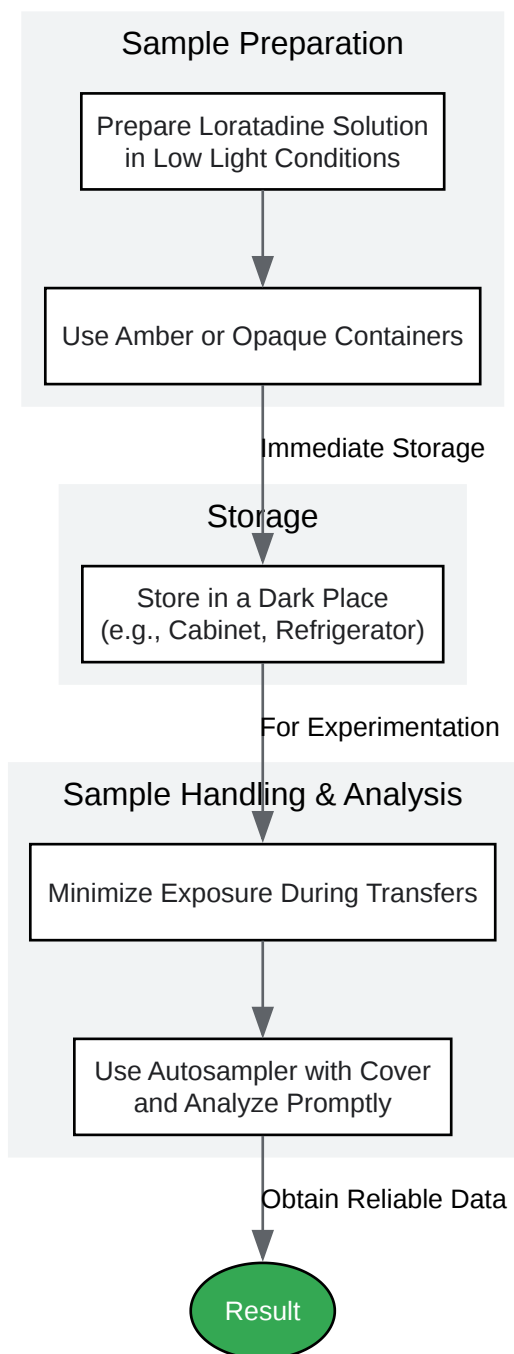 Sample Preparation
Prepare Loratadine Solution
in Low Light Conditions
Use Amber or Opaque Containers
Immediate Storage
Storage
Store in a Dark Place
(e.g., Cabinet, Refrigerator)
For Experimentation
Sample Handling & Analysis
Minimize Exposure During Transfers
Use Autosampler with Cover
and Analyze Promptly
Obtain Reliable Data
Result